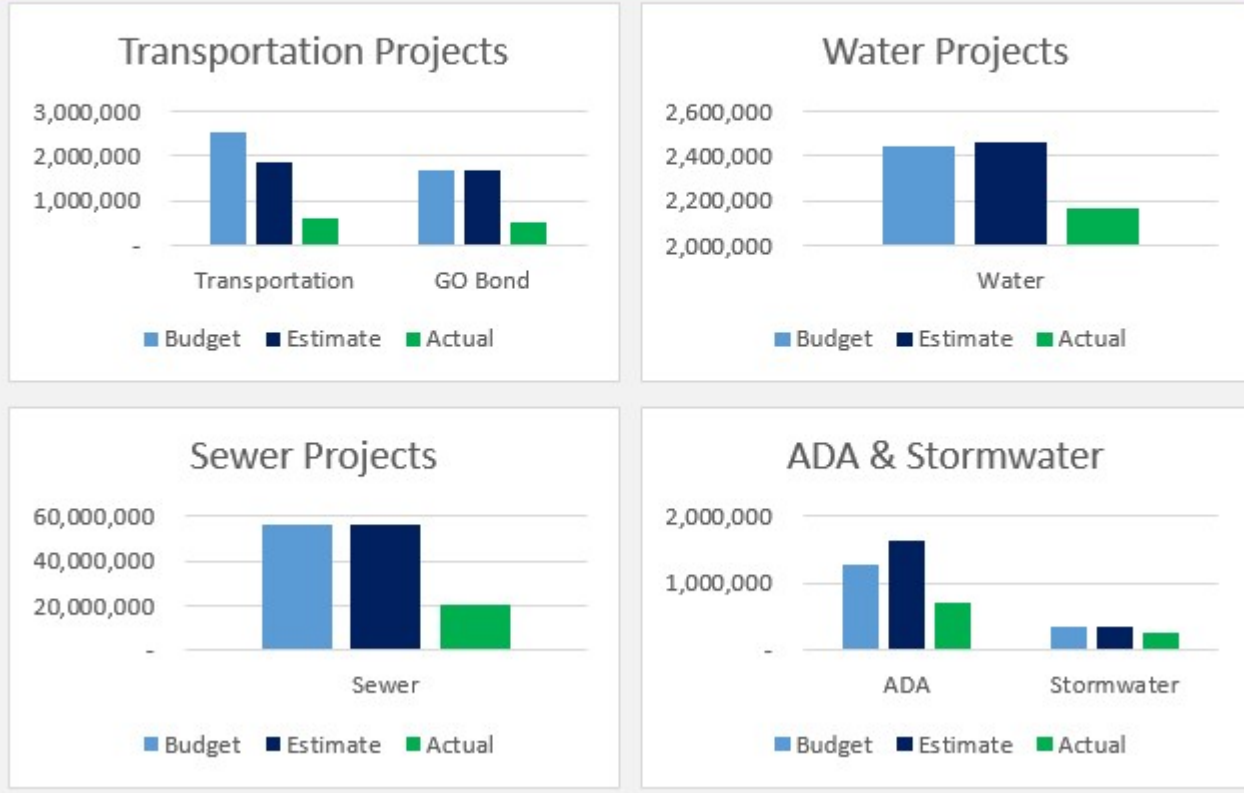 Transportation Projects
3,000,000
2,000,000
1,000,000
-
Transportation GO Bond
Budget Estimate Actual
Water Projects
2,600,000
2,400,000
2,200,000
2,000,000
Water
Budget Estimate Actual
Sewer Projects
60,000,000
40,000,000
20,000,000
-
Sewer
Budget Estimate Actual
ADA & Stormwater
2,000,000
1,000,000
-
ADA Stormwater
Budget Estimate Actual